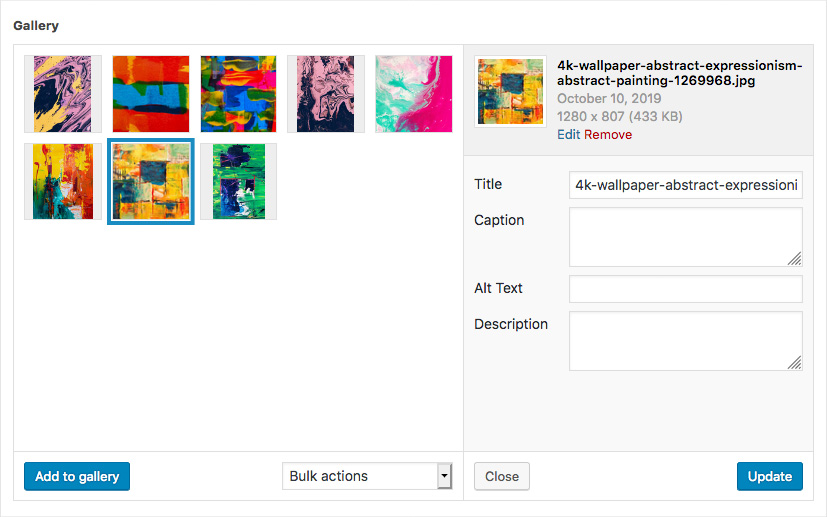 Gallery
4k-wallpaper-abstract-expressionism-
abstract-painting-1269968.jpg
October 10, 2019
1280 x 807 (433 KB)
Edit Remove
Title
4k-wallpaper-abstract-expressioni
Caption
Alt Text
Description
Add to gallery
Bulk actions
Close
Update